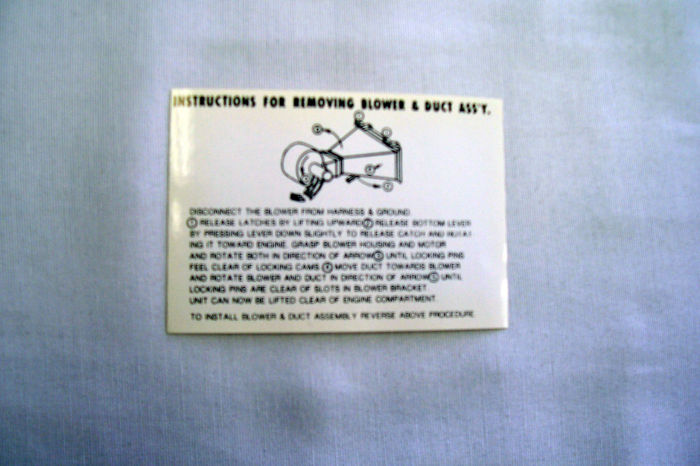 INSTRUCTIONS FOR REMOVING BLOWER & DUCT ASS'Y.
DISCONNECT THE BLOWER FROM HARNESS & GROUND
① RELEASE LATCHES BY LIFTING UPWARD ② RELEASE BOTTOM LEVER
BY PRESSING LEVER DOWN SLIGHTLY TO RELEASE CATCH AND ROTAT
ING IT TOWARD ENGINE. GRASP BLOWER HOUSING AND MOTOR
AND ROTATE BOTH IN DIRECTION OF ARROW ③ UNTIL LOCKING PINS
FEEL CLEAR OF LOCKING CAMS. ④ MOVE DUCT TOWARDS BLOWER
AND ROTATE BLOWER AND DUCT IN DIRECTION OF ARROW ⑤ UNTIL
LOCKING PINS ARE CLEAR OF SLOTS IN BLOWER BRACKET
UNIT CAN NOW BE LIFTED CLEAR OF ENGINE COMPARTMENT.
TO INSTALL BLOWER & DUCT ASSEMBLY REVERSE ABOVE PROCEDURE